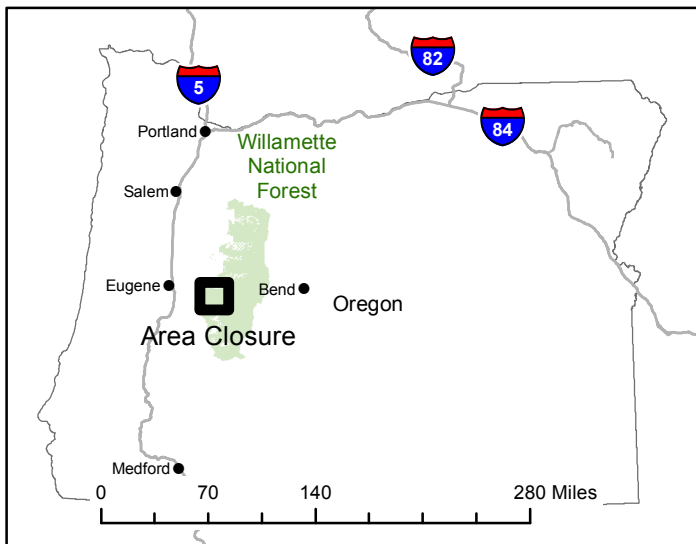 82
5
84
Portland
Willamette
National
Forest
Salem
Eugene
Bend
Oregon
Area Closure
Medford
0 70 140 280 Miles